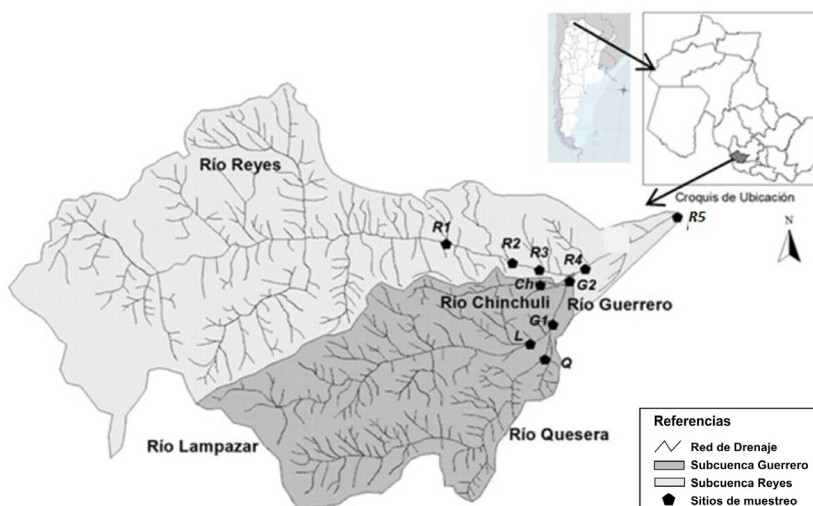 Croquis de Ubicación
R5
N
Río Reyes
R1
R2
R3
R4
Ch
G2
Río Chinchuli
Río Guerrero
G1
L
Q
Río Lampazar
Río Quesera
Referencias
Red de Drenaje
Subcuenca Guerrero
Subcuenca Reyes
Sitios de muestreo